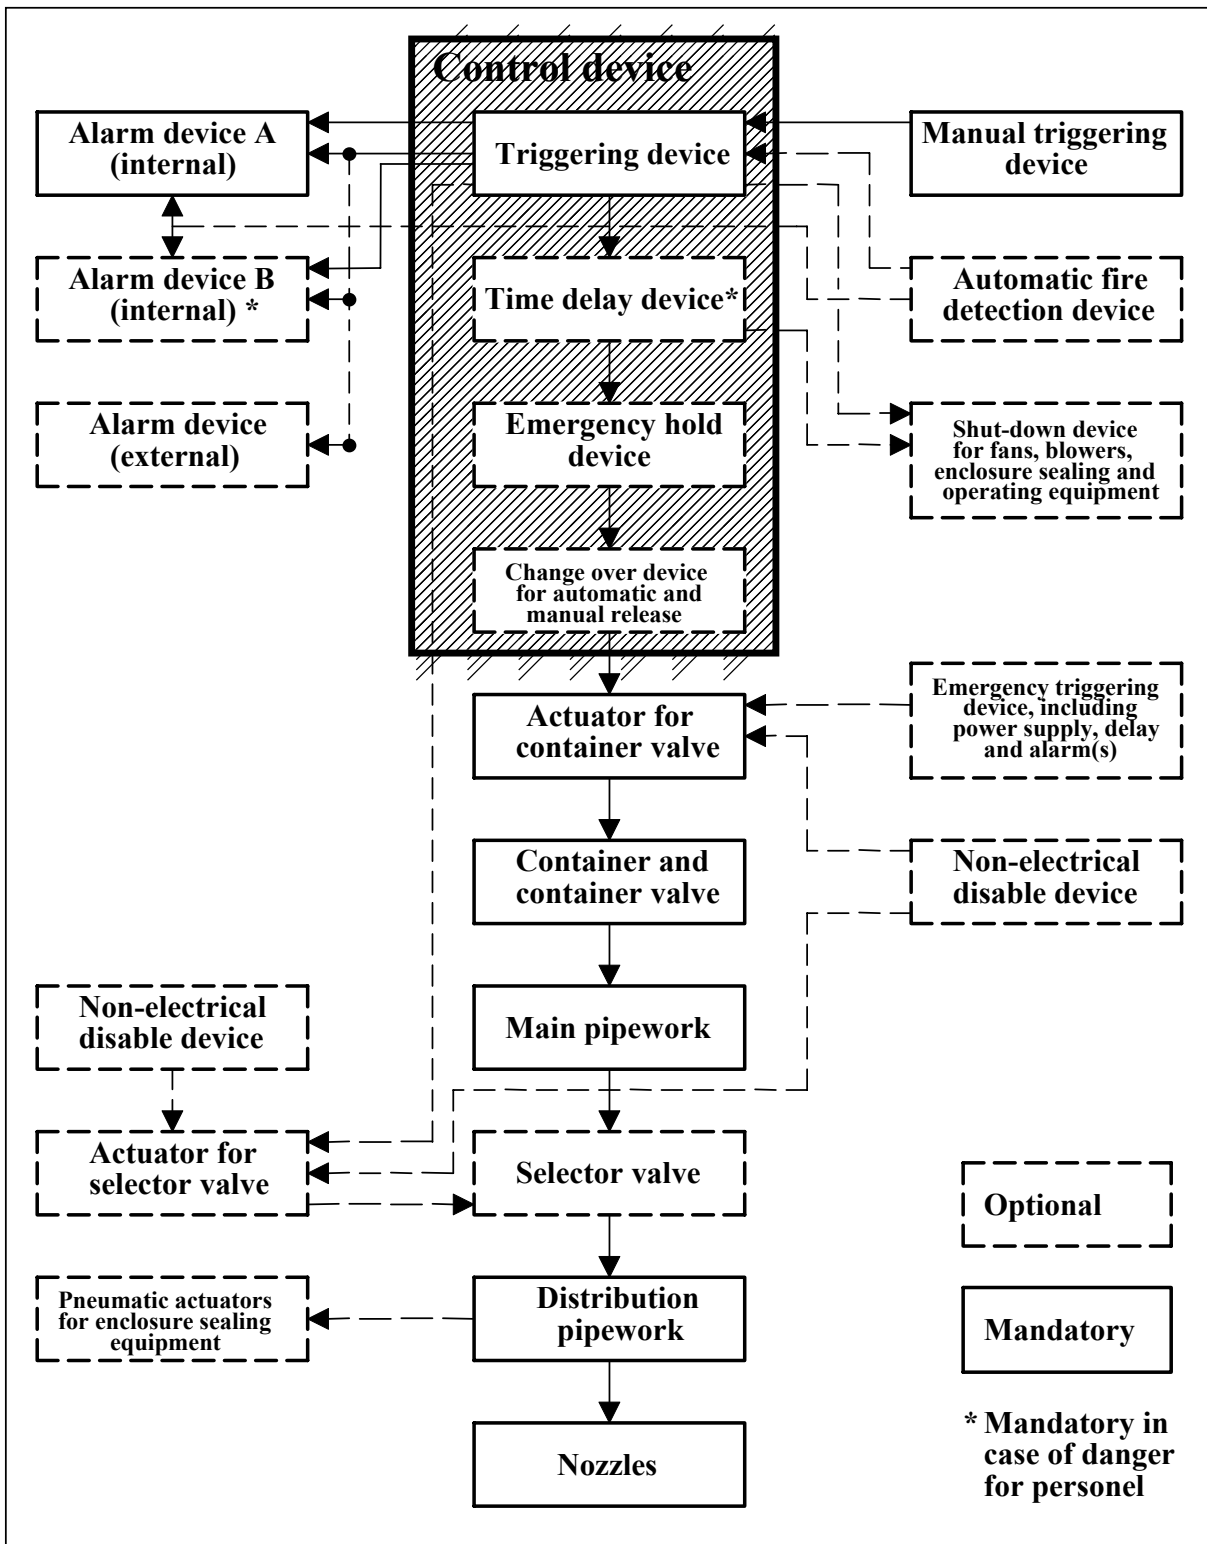 Control device
Alarm device A
(internal)
Triggering device
Manual triggering
device
Alarm device B
(internal) *
Time delay device*
Automatic fire
detection device
Alarm device
(external)
Emergency hold
device
Shut-down device
for fans, blowers,
enclosure sealing and
operating equipment
Change over device
for automatic and
manual release
Actuator for
container valve
Emergency triggering
device, including
power supply, delay
and alarm(s)
Container and
container valve
Non-electrical
disable device
Non-electrical
disable device
Main pipework
Actuator for
selector valve
Selector valve
Optional
Pneumatic actuators
for enclosure sealing
equipment
Distribution
pipework
Mandatory
Nozzles
* Mandatory in
case of danger
for personel